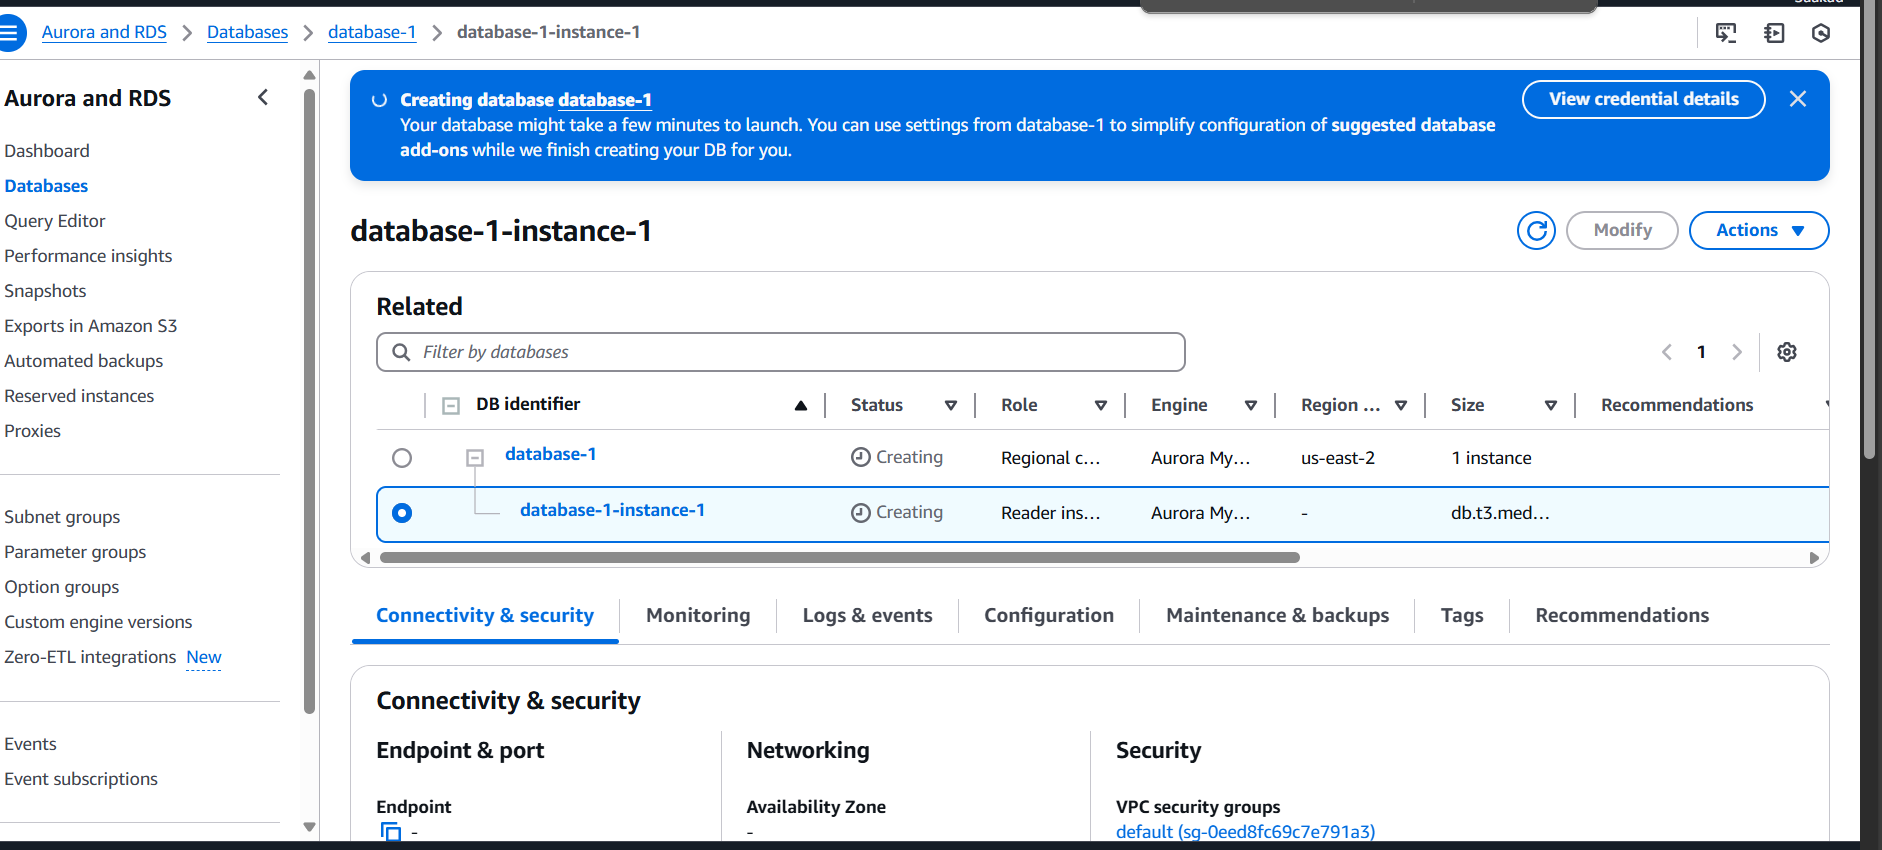 Aurora and RDS > Databases > database-1 > database-1-instance-1
Aurora and RDS
Dashboard
Databases
Query Editor
Performance insights
Snapshots
Exports in Amazon S3
Automated backups
Reserved instances
Proxies
Subnet groups
Parameter groups
Option groups
Custom engine versions
Zero-ETL integrations New
Events
Event subscriptions
Creating database database-1
Your database might take a few minutes to launch. You can use settings from database-1 to simplify configuration of suggested database
add-ons while we finish creating your DB for you.
View credential details
database-1-instance-1
Modify
Actions
Related
Filter by databases
1
DB identifier Status Role Engine Region ... Size Recommendations
database-1 Creating Regional c... Aurora My... us-east-2 1 instance
database-1-instance-1 Creating Reader ins... Aurora My... - db.t3.med...
Connectivity & security Monitoring Logs & events Configuration Maintenance & backups Tags Recommendations
Connectivity & security
Endpoint & port
Endpoint
-
Networking
Availability Zone
-
Security
VPC security groups
default (sg-0eed8fc69c7e791a3)